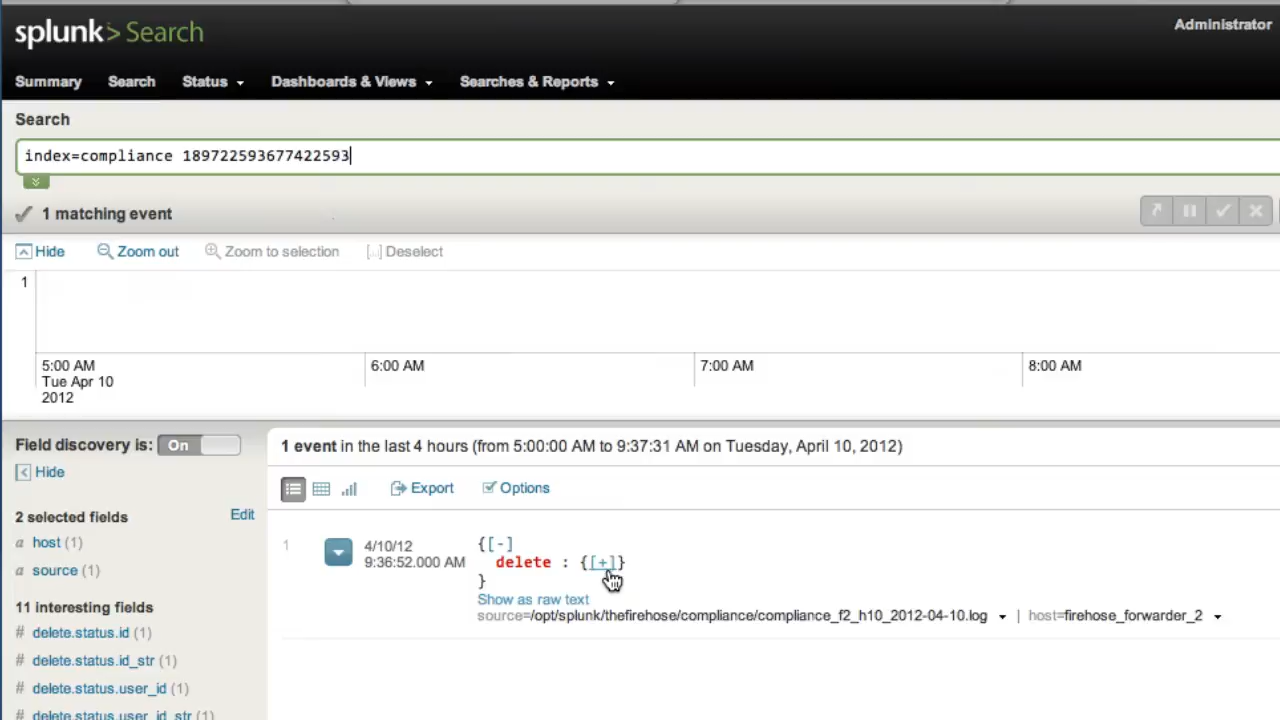 splunk> Search
Administrator
Summary Search Status Dashboards & Views Searches & Reports
Search
index=compliance 189722593677422593
1 matching event
Hide Zoom out Zoom to selection [..] Deselect
1
5:00 AM 6:00 AM 7:00 AM 8:00 AM
Tue Apr 10
2012
Field discovery is: On
Hide
1 event in the last 4 hours (from 5:00:00 AM to 9:37:31 AM on Tuesday, April 10, 2012)
Export Options
2 selected fields Edit
a host (1)
a source (1)
11 interesting fields
# delete.status.id (1)
# delete.status.id_str (1)
# delete.status.user_id (1)
# delete.status.user_id_str (1)
1 4/10/12
9:36:52.000 AM
{[-]
delete : {[+]}
}
Show as raw text
source=/opt/splunk/thefirehose/compliance/compliance_f2_h10_2012-04-10.log | host=firehose_forwarder_2